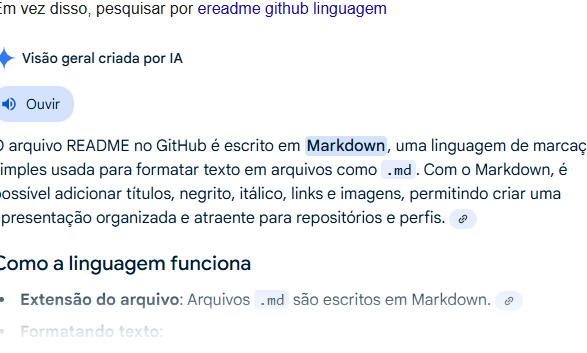 Em vez disso, pesquisar por ereadme github linguagem
Visão geral criada por IA
Ouvir
O arquivo README no GitHub é escrito em Markdown, uma linguagem de marcaç
simples usada para formatar texto em arquivos como .md. Com o Markdown, é
possível adicionar títulos, negrito, itálico, links e imagens, permitindo criar uma
apresentação organizada e atraente para repositórios e perfis.
Como a linguagem funciona
• Extensão do arquivo: Arquivos .md são escritos em Markdown.
• Formatando texto: